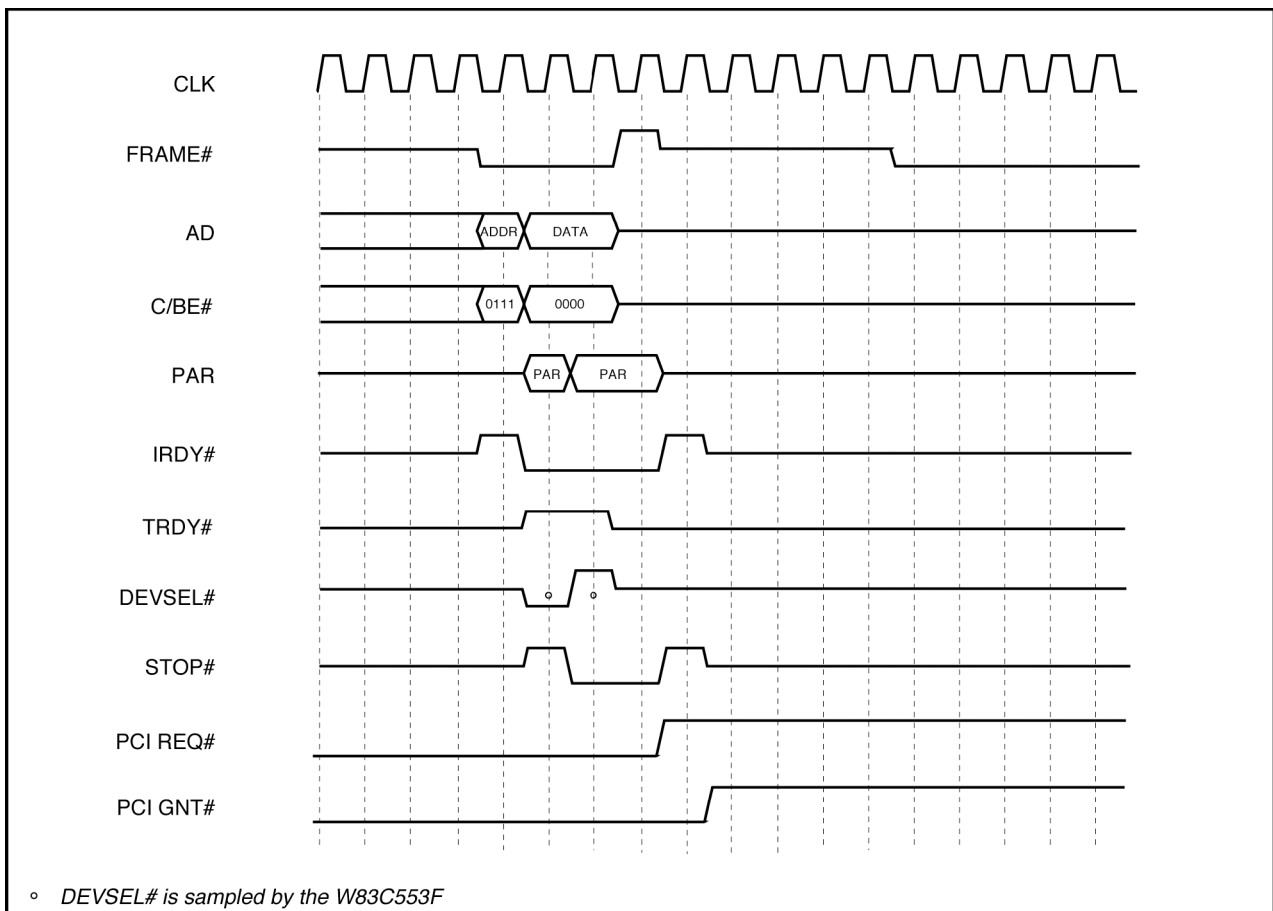 CLK
FRAME#
AD
ADDR DATA
C/BE#
0111 0000
PAR
PAR PAR
IRDY#
TRDY#
DEVSEL#
STOP#
PCI REQ#
PCI GNT#
° DEVSEL# is sampled by the W83C553F